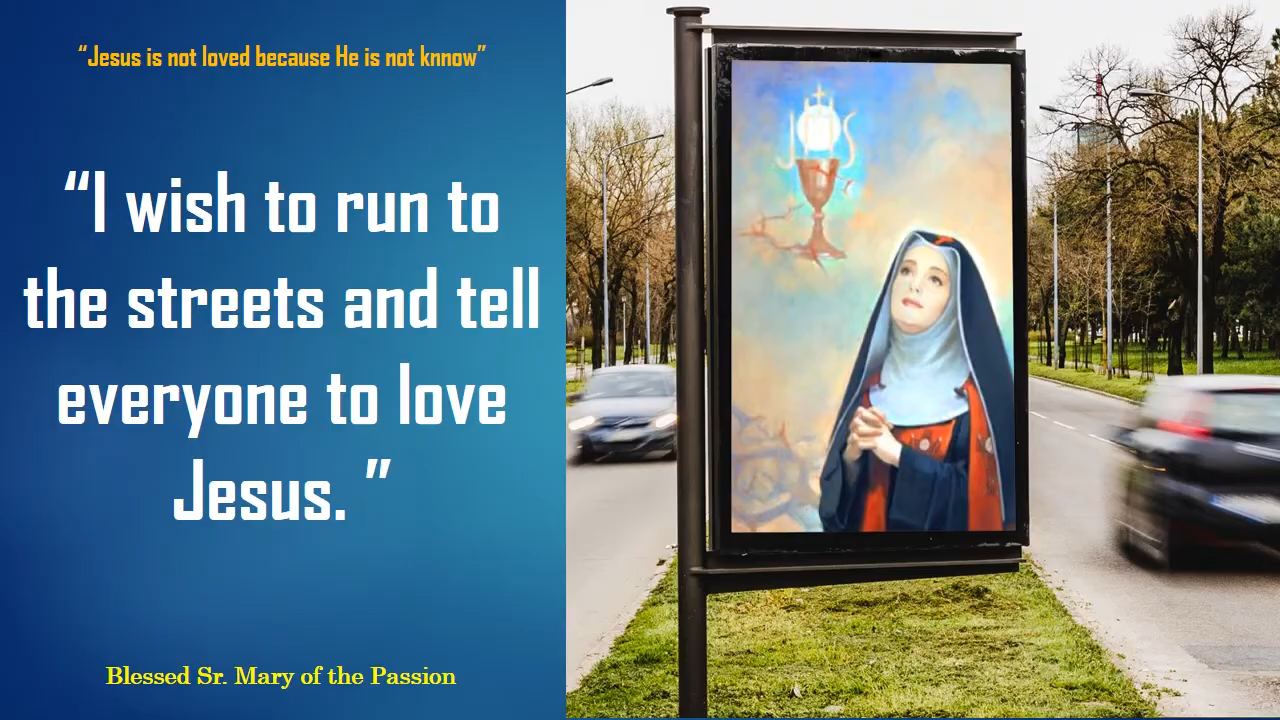 “Jesus is not loved because He is not knnow”
“I wish to run to
the streets and tell
everyone to love
Jesus. ”
Blessed Sr. Mary of the Passion